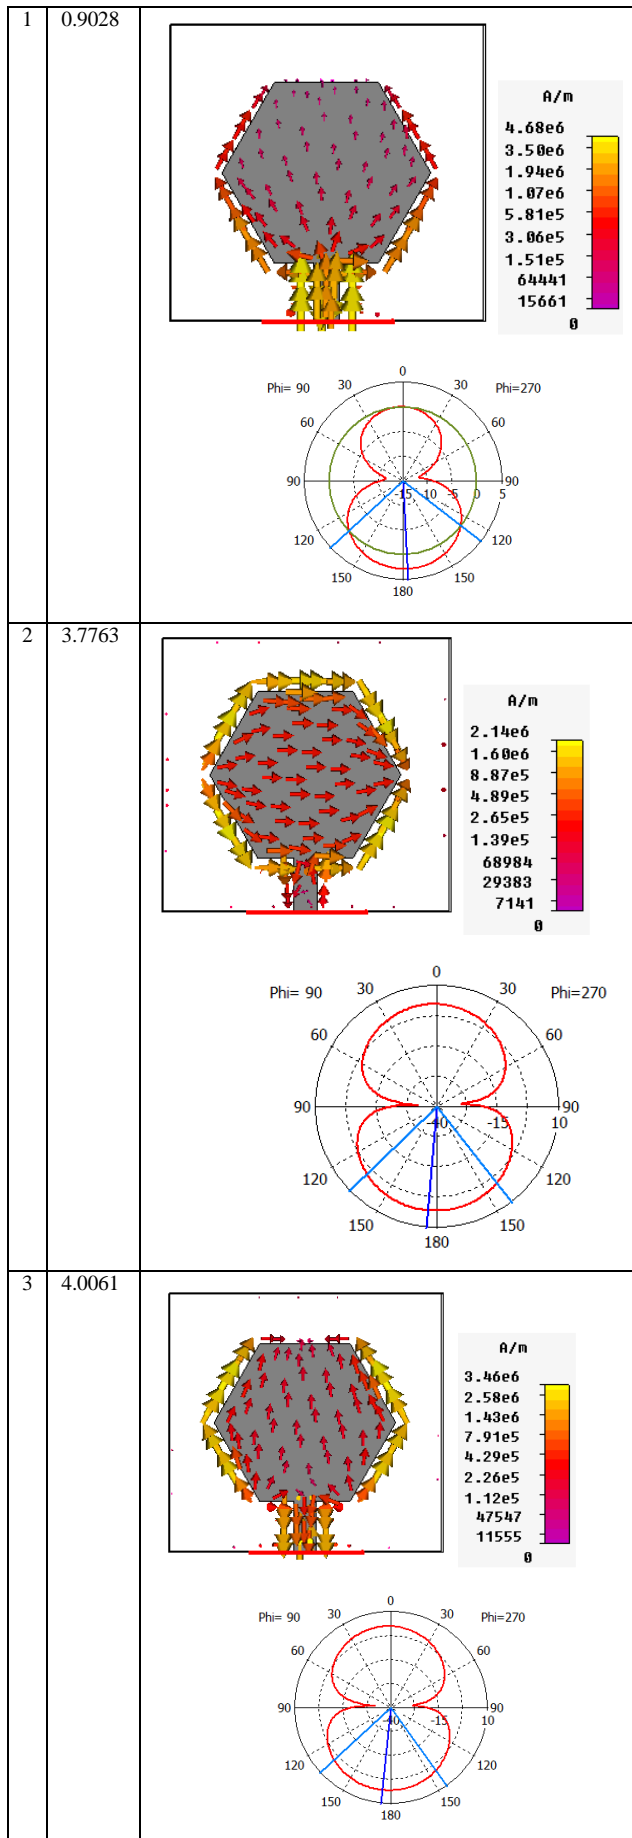 1 0.9028
A/m
4.68e6
3.50e6
1.94e6
1.07e6
5.81e5
3.06e5
1.51e5
64441
15661
0
0
Phi= 90 30 30 Phi=270
60 60
90 -15 -10 -5 0 5 90
120 120
150 150
180
2 3.7763
A/m
2.14e6
1.60e6
8.87e5
4.89e5
2.65e5
1.39e5
68984
29383
7141
0
0
Phi= 90 30 30 Phi=270
60 60
90 90
-40 -15 10
120 120
150 150
180
3 4.0061
A/m
3.46e6
2.58e6
1.43e6
7.91e5
4.29e5
2.26e5
1.12e5
47547
11555
0
0
Phi= 90 30 30 Phi=270
60 60
90 90
-40 -15 10
120 120
150 150
180